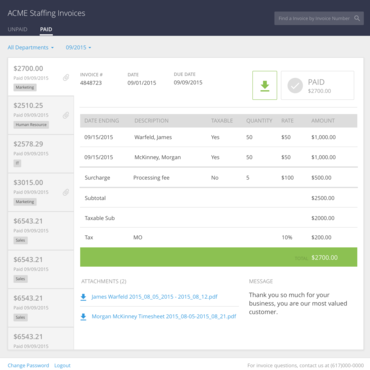 ACME Staffing Invoices
Find a Invoice by Invoice Number
UNPAID PAID
All Departments 09/2015
$2700.00
Paid 09/09/2015
Marketing
$2510.25
Paid 09/09/2015
Human Resource
$2578.29
Paid 09/09/2015
IT
$3015.00
Paid 09/09/2015
Marketing
$6543.21
Paid 09/09/2015
Sales
$6543.21
Paid 09/09/2015
Sales
$6543.21
Paid 09/09/2015
Sales
$6543.21
Paid 09/09/2015
INVOICE # DATE DUE DATE
4848723 09/01/2015 09/09/2015
PAID
$2700.00
DATE ENDING DESCRIPTION TAXABLE QUANTITY RATE AMOUNT
09/15/2015 Warfeld, James Yes 50 $50 $1,000.00
09/15/2015 McKinney, Morgan Yes 50 $50 $1,000.00
Surcharge Processing fee No 5 $100 $500.00
Subtotal $2500.00
Taxable Sub $2000.00
Tax MO 10% $200.00
$2700.00
ATTACHMENTS (2)
James Warfeld 2015_08_05_2015 - 2015_08_12.pdf
Morgan McKinney Timesheet 2015_08-05-2015_08_21.pdf
MESSAGE
Thank you so much for your
business, you are our most valued
customer.
Change Password Logout
For invoice questions, contact us at (617)000-0000